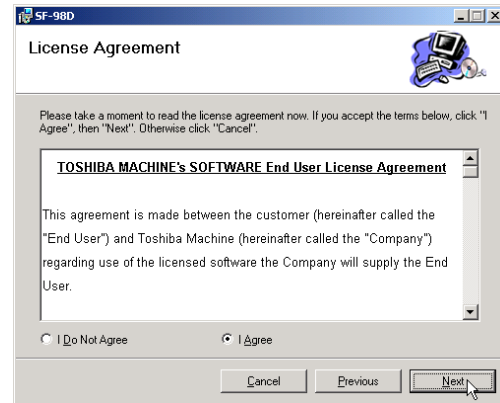 SF-98D
License Agreement
Please take a moment to read the license agreement now. If you accept the terms below, click "I
Agree", then "Next". Otherwise click "Cancel".
TOSHIBA MACHINE's SOFTWARE End User License Agreement
This agreement is made between the customer (hereinafter called the
"End User") and Toshiba Machine (hereinafter called the "Company")
regarding use of the licensed software the Company will supply the End
User.
I Do Not Agree
I Agree
Cancel
Previous
Next